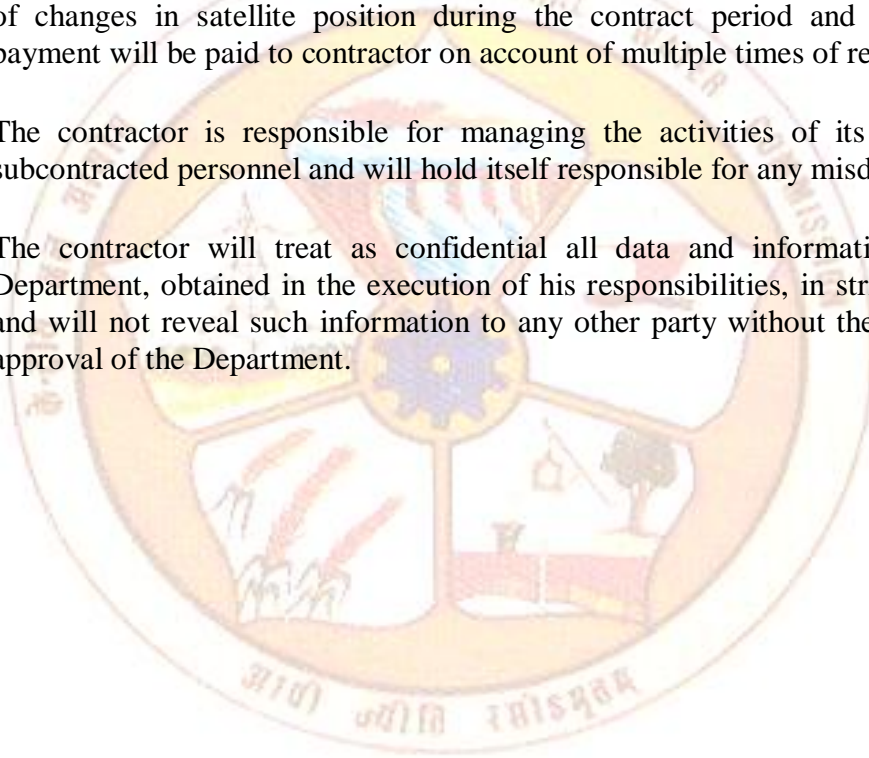 of changes in satellite position during the contract period and
payment will be paid to contractor on account of multiple times of re
The contractor is responsible for managing the activities of its
subcontracted personnel and will hold itself responsible for any misd
The contractor will treat as confidential all data and informati
Department, obtained in the execution of his responsibilities, in str
and will not reveal such information to any other party without the
approval of the Department.
WATER COMMISSION